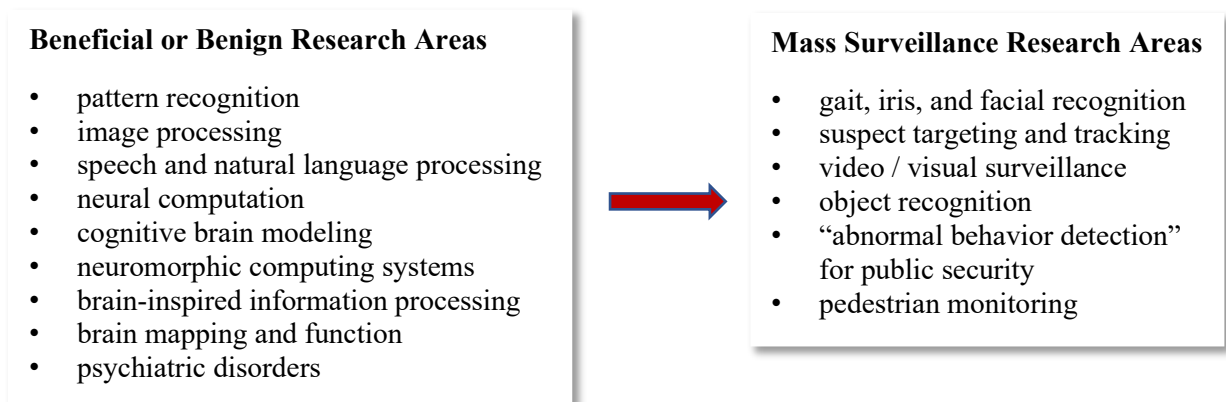 Beneficial or Benign Research Areas
• pattern recognition
• image processing
• speech and natural language processing
• neural computation
• cognitive brain modeling
• neuromorphic computing systems
• brain-inspired information processing
• brain mapping and function
• psychiatric disorders
Mass Surveillance Research Areas
• gait, iris, and facial recognition
• suspect targeting and tracking
• video / visual surveillance
• object recognition
• “abnormal behavior detection”
for public security
• pedestrian monitoring